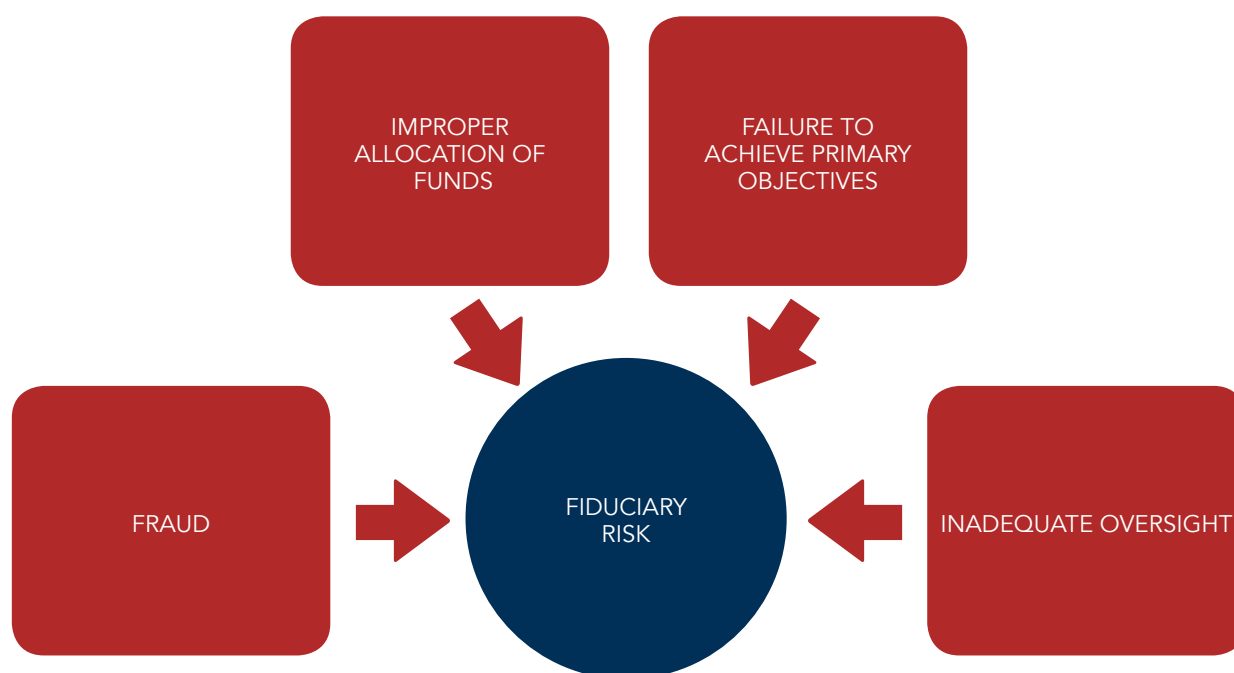 IMPROPER
ALLOCATION OF
FUNDS
FAILURE TO
ACHIEVE PRIMARY
OBJECTIVES
FRAUD
FIDUCIARY
RISK
INADEQUATE OVERSIGHT